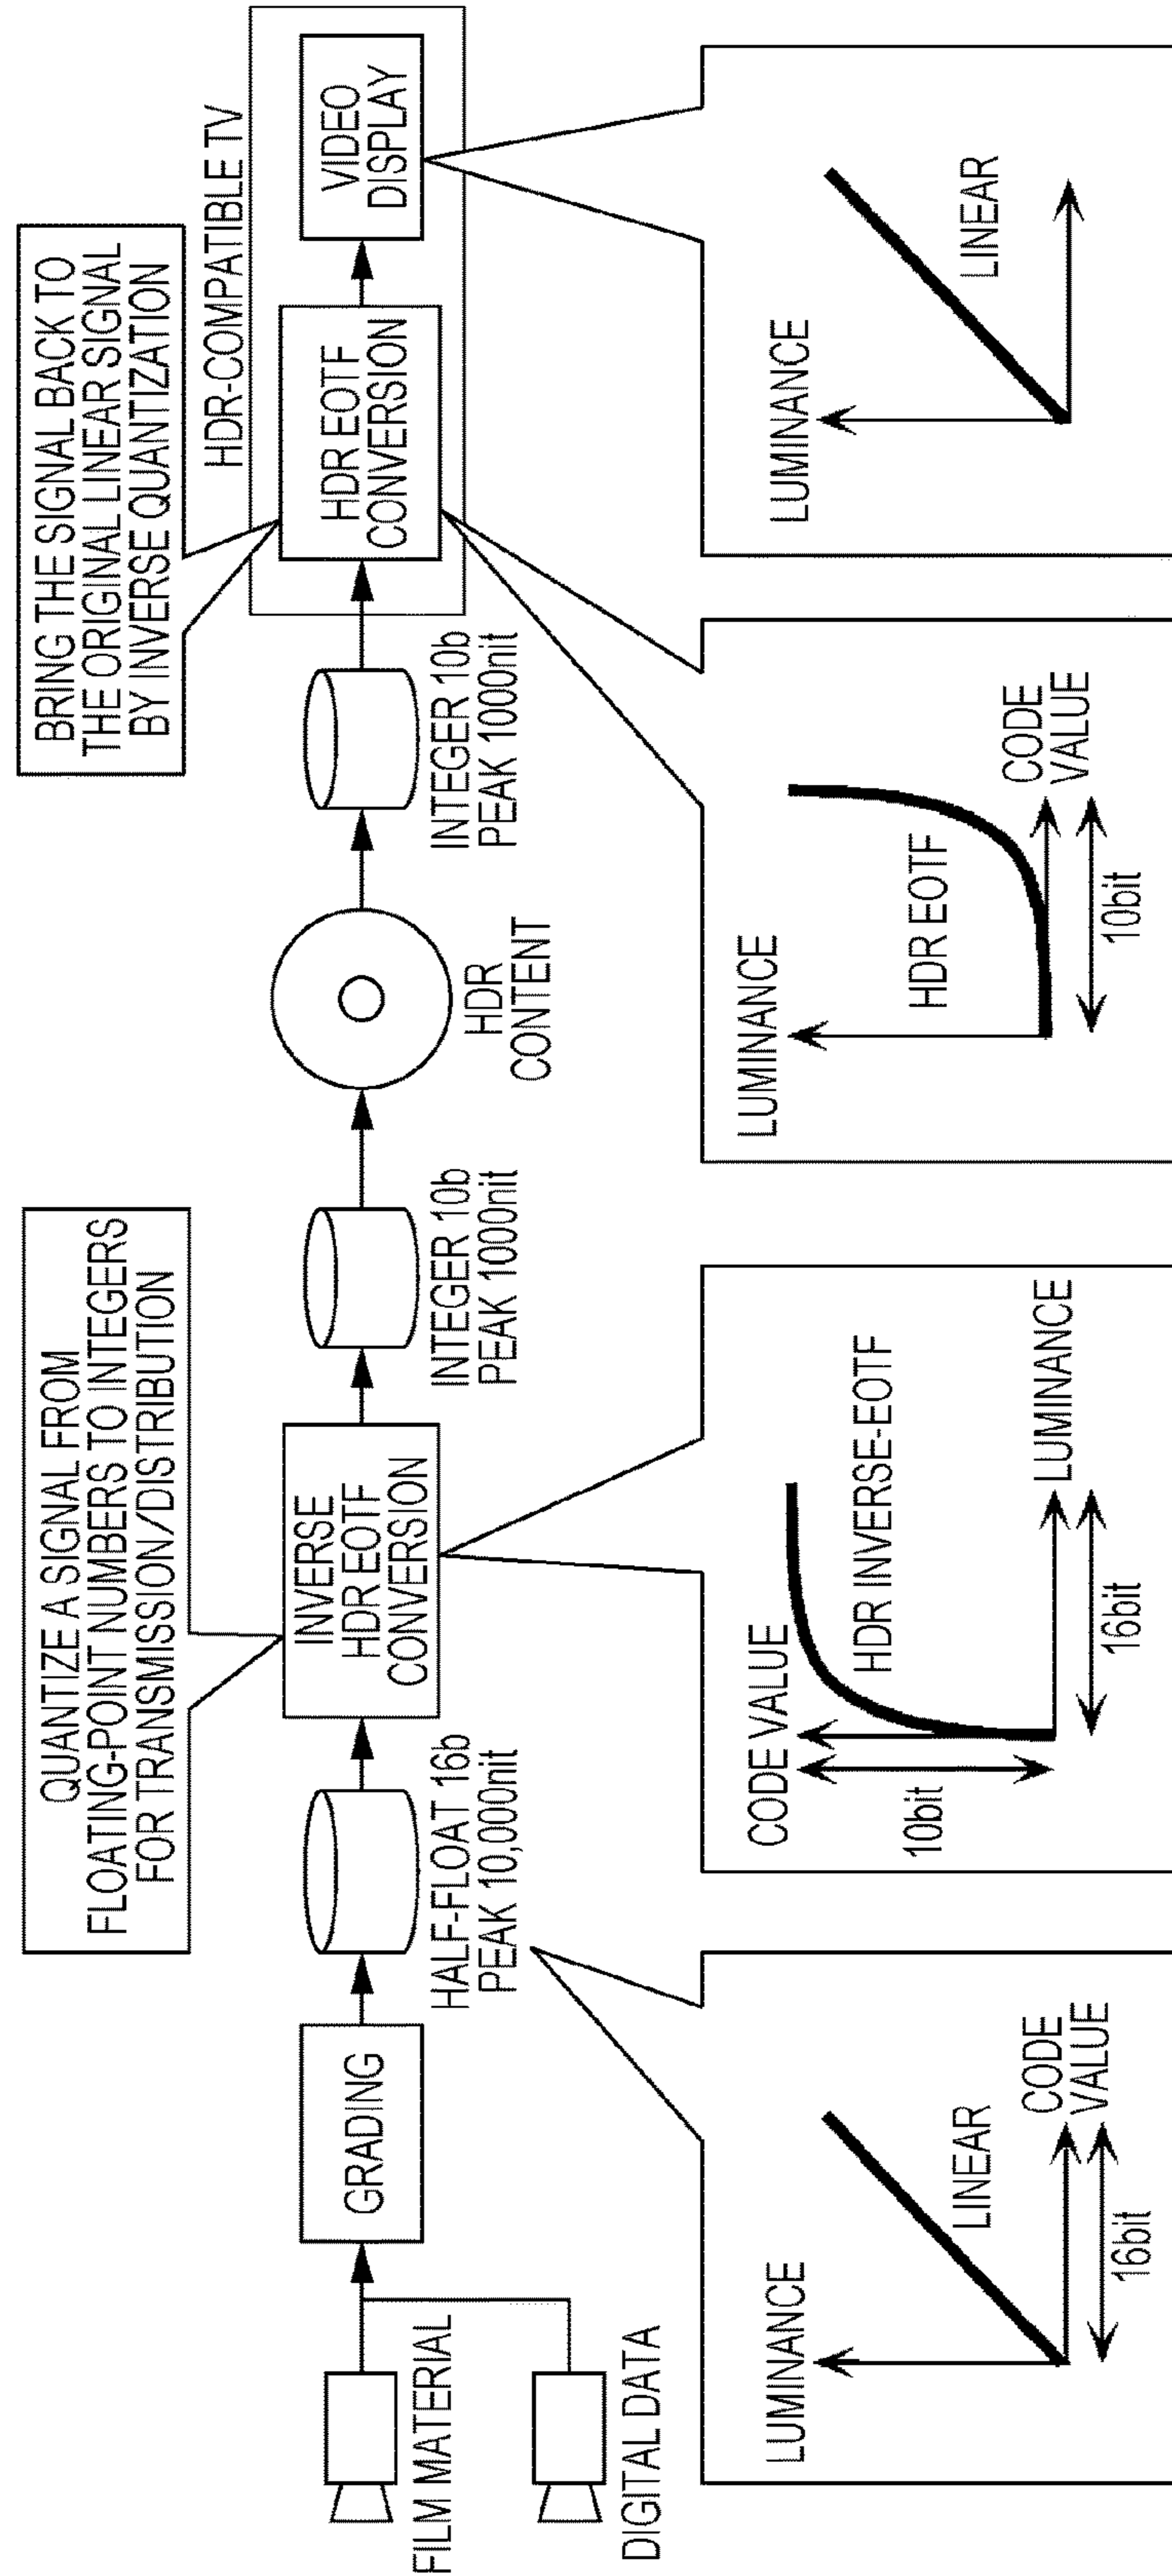 QUANTIZE A SIGNAL FROM
FLOATING-POINT NUMBERS TO INTEGERS
FOR TRANSMISSION/DISTRIBUTION
BRING THE SIGNAL BACK TO
THE ORIGINAL LINEAR SIGNAL
BY INVERSE QUANTIZATION
HDR-COMPATIBLE TV
FILM MATERIAL
DIGITAL DATA
GRADING
HALF-FLOAT 16b
PEAK 10,000nit
INVERSE
HDR EOTF
CONVERSION
INTEGER 10b
PEAK 1000nit
HDR
CONTENT
INTEGER 10b
PEAK 1000nit
HDR EOTF
CONVERSION
VIDEO
DISPLAY
LUMINANCE
LINEAR
CODE
VALUE
16bit
CODE VALUE
10bit
HDR INVERSE-EOTF
LUMINANCE
16bit
LUMINANCE
HDR EOTF
CODE
VALUE
10bit
LUMINANCE
LINEAR